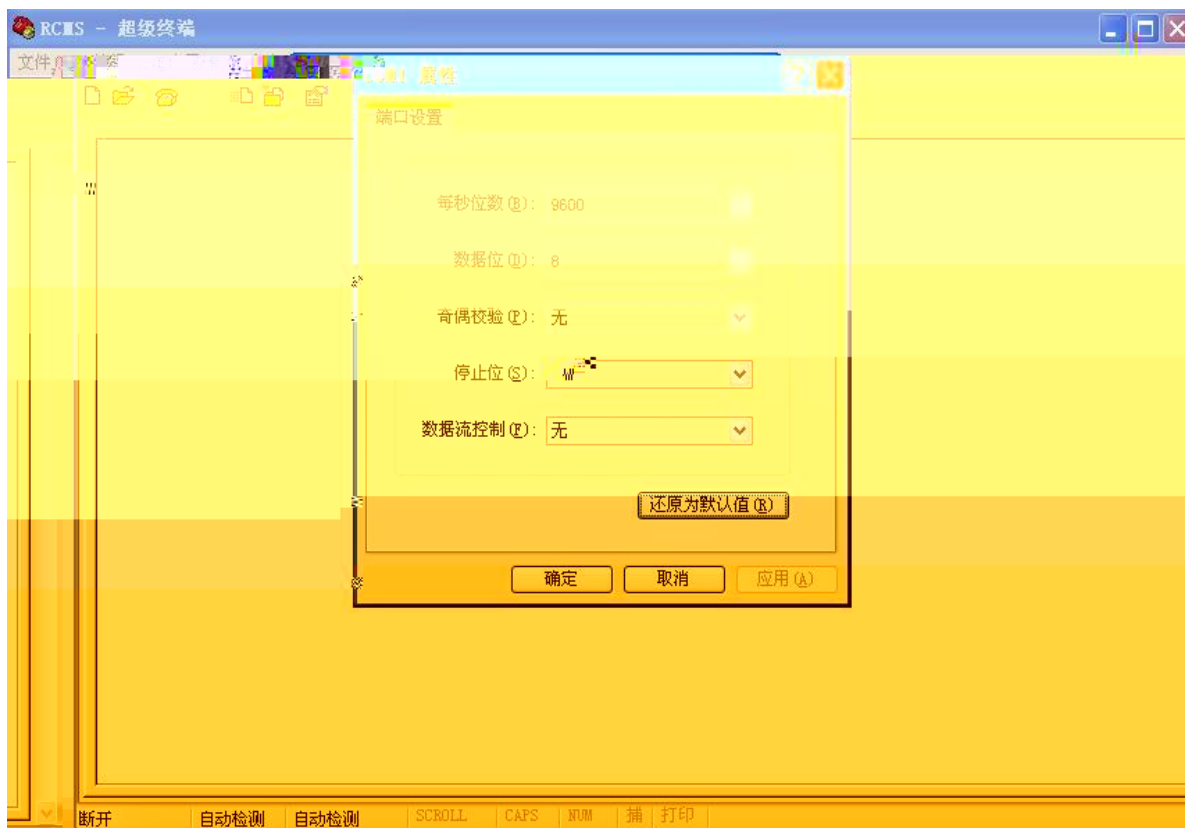 RCMS - 超级终端
文件
属性
端口设置
每秒位数(B): 9600
数据位(D): 8
奇偶校验(P): 无
停止位(S):
数据流控制(F): 无
还原为默认值(R)
确定 取消 应用(A)
断开 自动检测 自动检测 SCROLL CAPS NUM 捕 打印